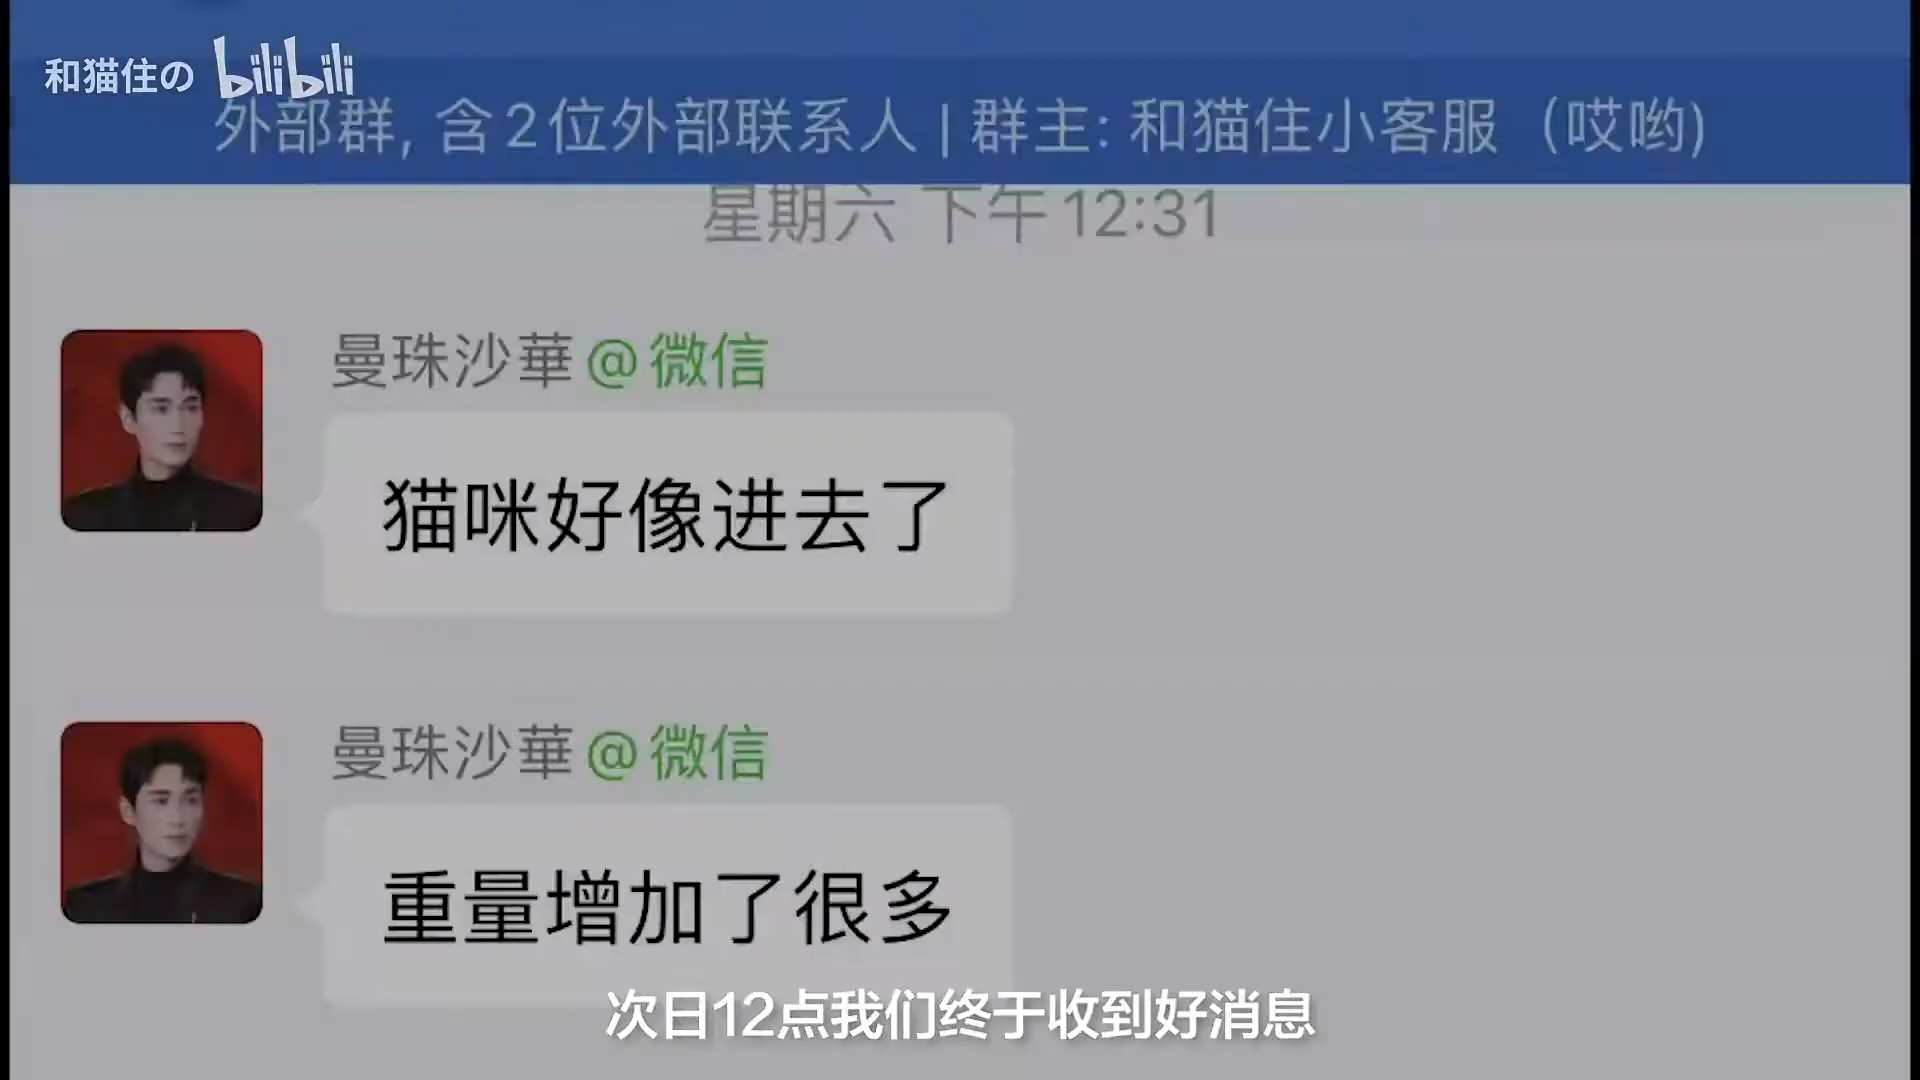 和猫住の bilibili
外部群, 含2位外部联系人 | 群主: 和猫住小客服（哎哟)
星期六 下午12:31
曼珠沙華@微信
猫咪好像进去了
曼珠沙華@微信
重量增加了很多
次日12点我们终于收到好消息